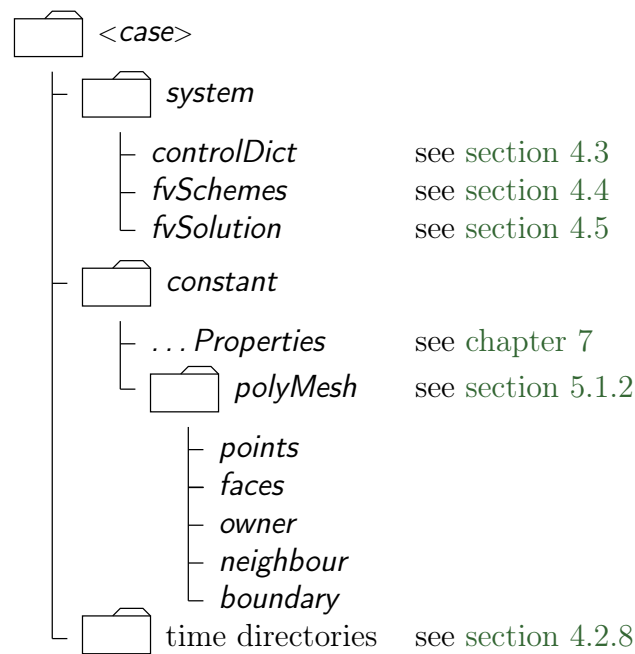 <case>
system
controlDict see section 4.3
fvSchemes see section 4.4
fvSolution see section 4.5
constant
...Properties see chapter 7
polyMesh see section 5.1.2
points
faces
owner
neighbour
boundary
time directories see section 4.2.8